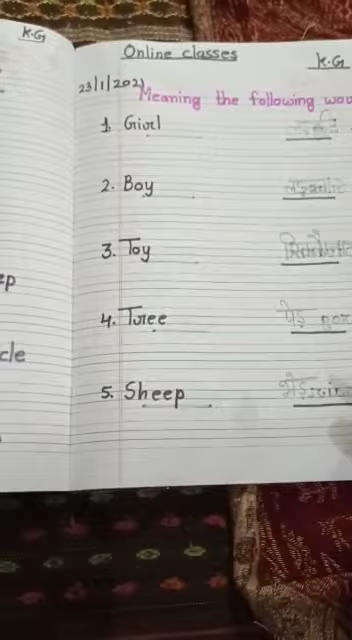 K.G
Online classes
K.G
23/1/2021
Meaning the following wor
1. Girl
2. Boy
3. Toy
4. Tree
पेड़
5. Sheep
भेड़
ep
cle